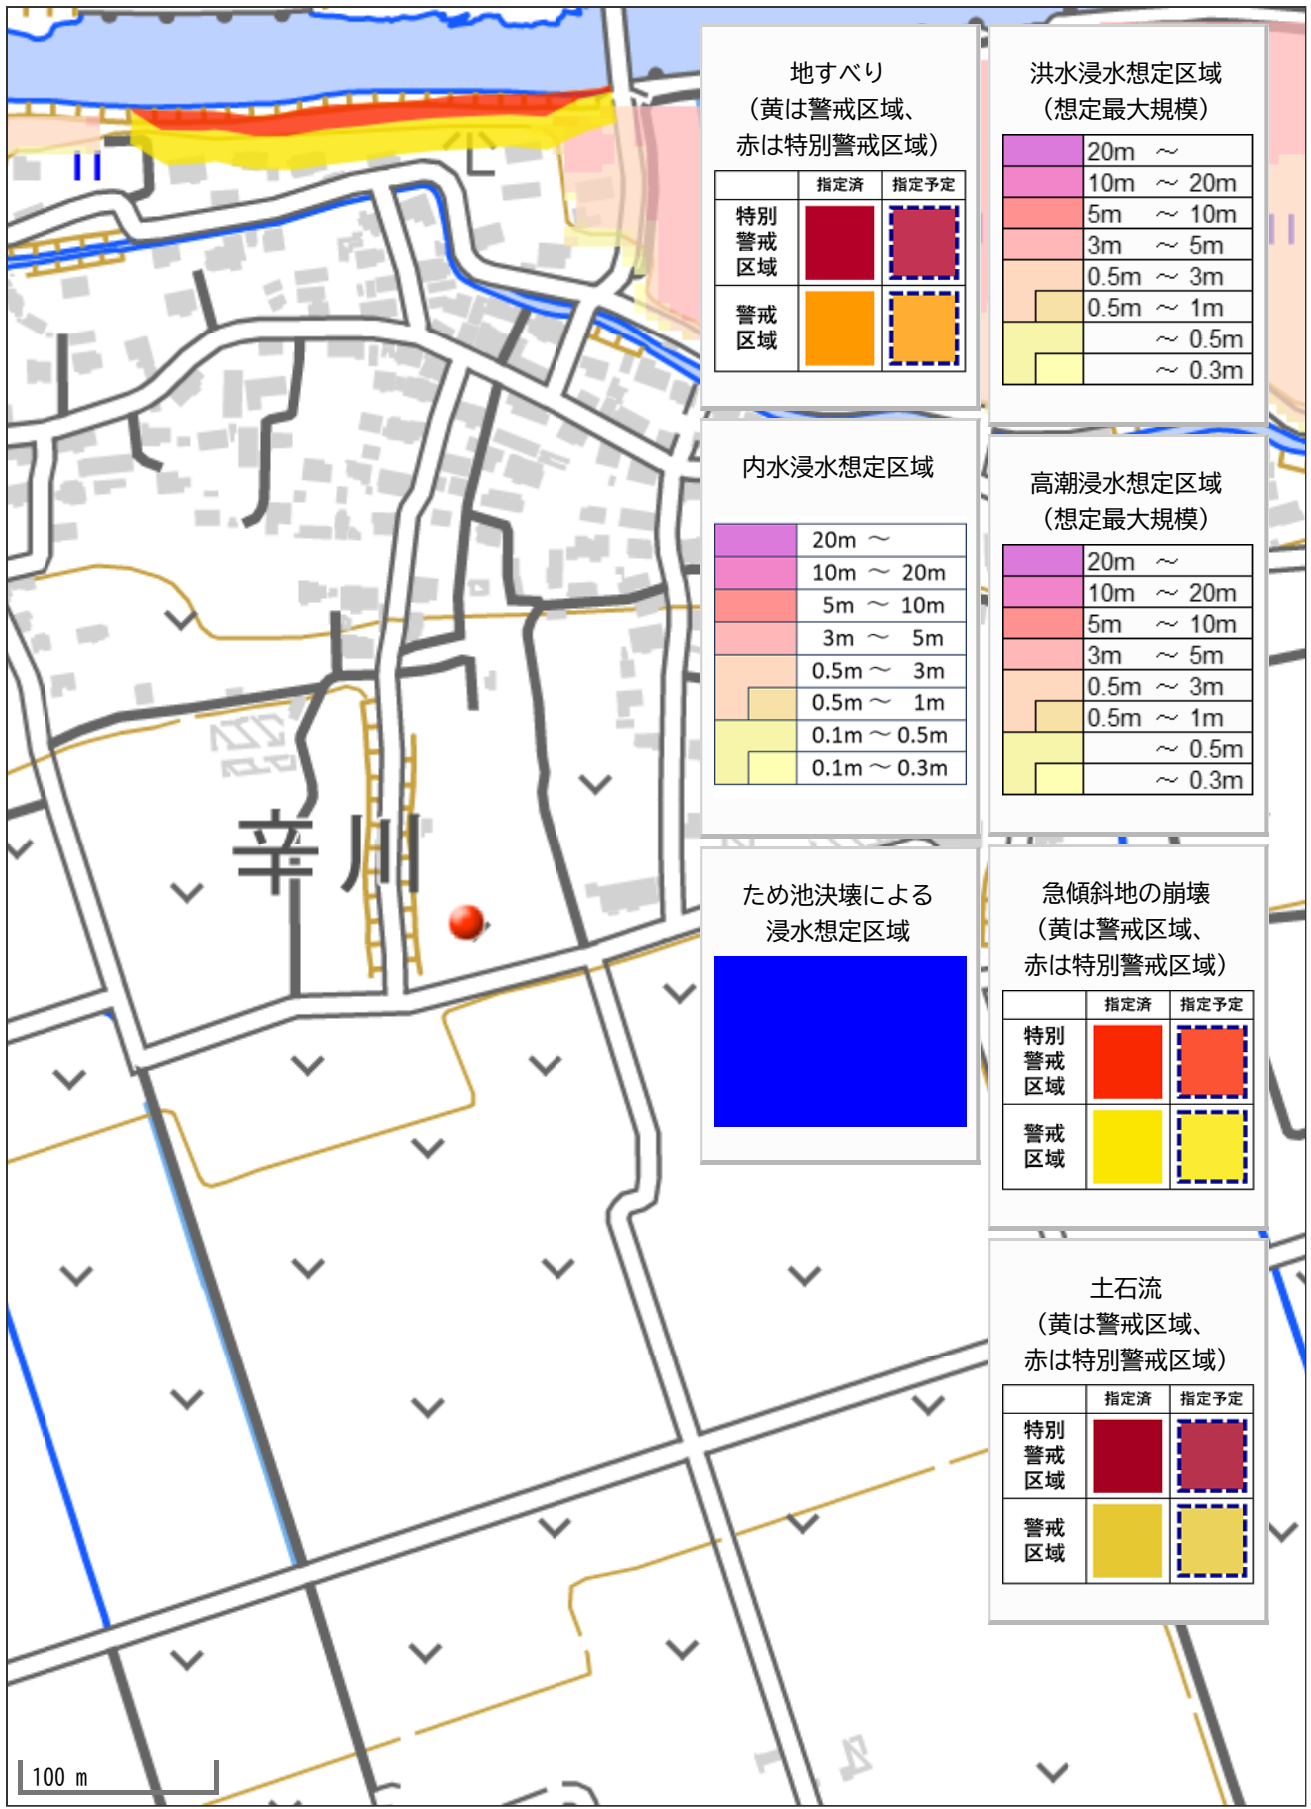 地すべり
（黄は警戒区域、
赤は特別警戒区域）
指定済 指定予定
特別
警戒
区域
警戒
区域
洪水浸水想定区域
（想定最大規模）
20m ～
10m ～ 20m
5m ～ 10m
3m ～ 5m
0.5m ～ 3m
0.5m ～ 1m
～ 0.5m
～ 0.3m
内水浸水想定区域
20m ～
10m ～ 20m
5m ～ 10m
3m ～ 5m
0.5m ～ 3m
0.5m ～ 1m
0.1m ～ 0.5m
0.1m ～ 0.3m
高潮浸水想定区域
（想定最大規模）
20m ～
10m ～ 20m
5m ～ 10m
3m ～ 5m
0.5m ～ 3m
0.5m ～ 1m
～ 0.5m
～ 0.3m
幸川
ため池決壊による
浸水想定区域
急傾斜地の崩壊
（黄は警戒区域、
赤は特別警戒区域）
指定済 指定予定
特別
警戒
区域
警戒
区域
土石流
（黄は警戒区域、
赤は特別警戒区域）
指定済 指定予定
特別
警戒
区域
警戒
区域
100 m